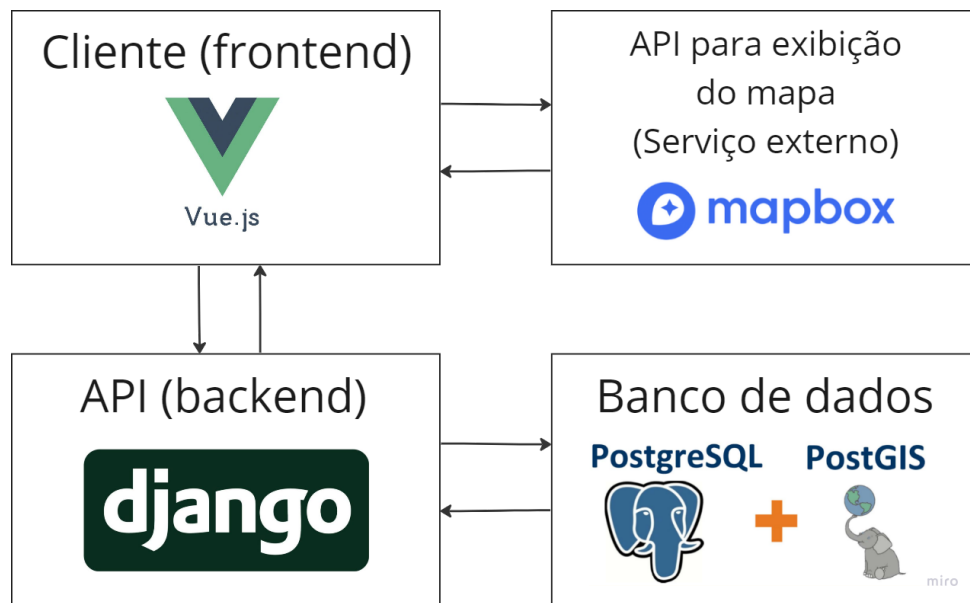 Cliente (frontend)
Vue.js
API para exibição
do mapa
(Serviço externo)
mapbox
API (backend)
django
Banco de dados
PostgreSQL
PostGIS
miro